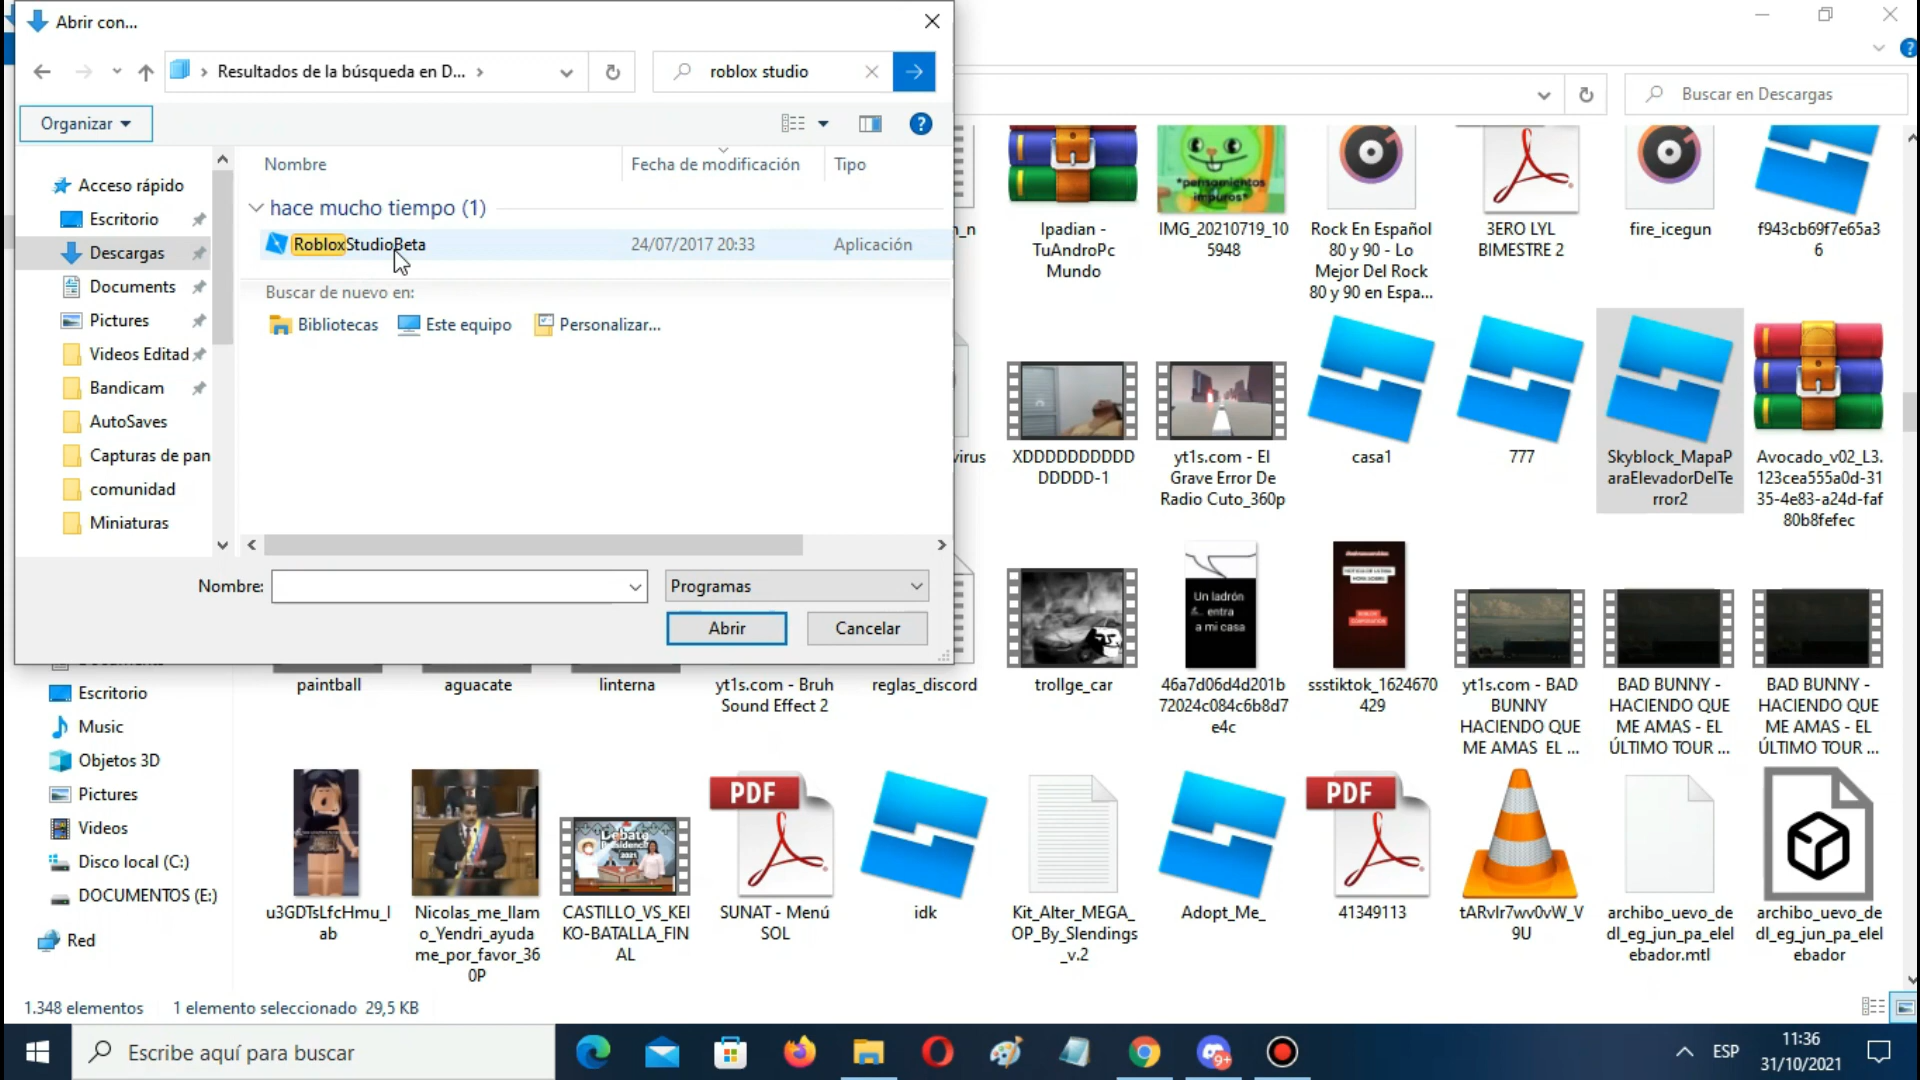 Abrir con...
Resultados de la búsqueda en D...
roblox studio
Organizar
Nombre
Fecha de modificación
Tipo
hace mucho tiempo (1)
RobloxStudioBeta
24/07/2017 20:33
Aplicación
Buscar de nuevo en:
Bibliotecas
Este equipo
Personalizar...
Acceso rápido
Escritorio
Descargas
Documents
Pictures
Videos Editad
Bandicam
AutoSaves
Capturas de pan
comunidad
Miniaturas
Nombre:
Programas
Abrir
Cancelar
Buscar en Descargas
_n
Ipadian -
TuAndroPc
Mundo
*pensamientos
impuros*
IMG_20210719_10
5948
Rock En Español
80 y 90 - Lo
Mejor Del Rock
80 y 90 en Espa...
3ERO LYL
BIMESTRE 2
fire_icegun
f943cb69f7e65a3
6
virus
XDDDDDDDDDD
DDDDD-1
yt1s.com - El
Grave Error De
Radio Cuto_360p
casa1
777
Skyblock_MapaP
araElevadorDelTe
rror2
Avocado_v02_L3.
123cea555a0d-31
35-4e83-a24d-faf
80b8fefec
Un ladrón
entra
a mi casa
Escritorio
Music
Objetos 3D
Pictures
Videos
Disco local (C:)
DOCUMENTOS (E:)
Red
paintball
aguacate
linterna
yt1s.com - Bruh
Sound Effect 2
reglas_discord
trollge_car
46a7d06d4d201b
72024c084c6b8d7
e4c
ssstiktok_1624670
429
yt1s.com - BAD
BUNNY
HACIENDO QUE
ME AMAS EL ...
BAD BUNNY -
HACIENDO QUE
ME AMAS - EL
ÚLTIMO TOUR ...
BAD BUNNY -
HACIENDO QUE
ME AMAS - EL
ÚLTIMO TOUR ...
Debate
2021
PDF
PDF
u3GDTsLfcHmu_l
ab
Nicolas_me_llam
o_Yendri_ayuda
me_por_favor_36
0P
CASTILLO_VS_KEI
KO-BATALLA_FIN
AL
SUNAT - Menú
SOL
idk
Kit_Alter_MEGA_
OP_By_Slendings
_v.2
Adopt_Me_
41349113
tARvIr7wv0vW_V
9U
archibo_uevo_de
dl_eg_jun_pa_elel
ebador.mtl
archibo_uevo_de
dl_eg_jun_pa_elel
ebador
1.348 elementos
1 elemento seleccionado 29,5 KB
Escribe aquí para buscar
9+
ESP
11:36
31/10/2021